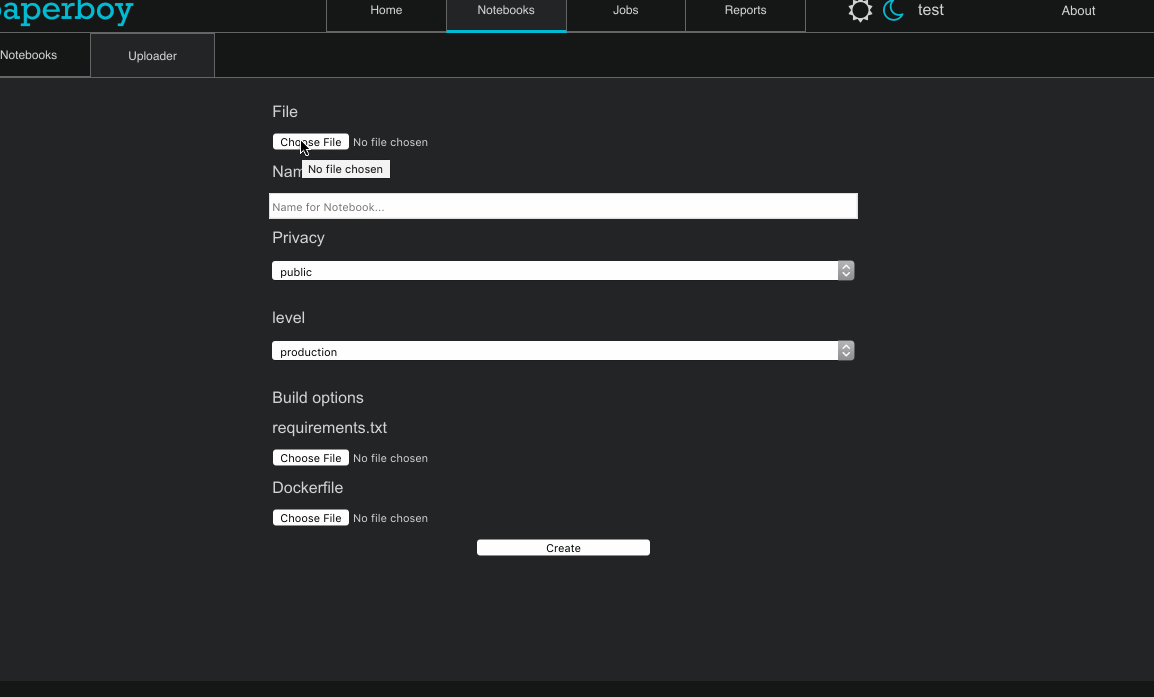 aperboy
Home Notebooks Jobs Reports test About
Notebooks Uploader
File
Choose File No file chosen
No file chosen
Nam
Name for Notebook...
Privacy
public
level
production
Build options
requirements.txt
Choose File No file chosen
Dockerfile
Choose File No file chosen
Create